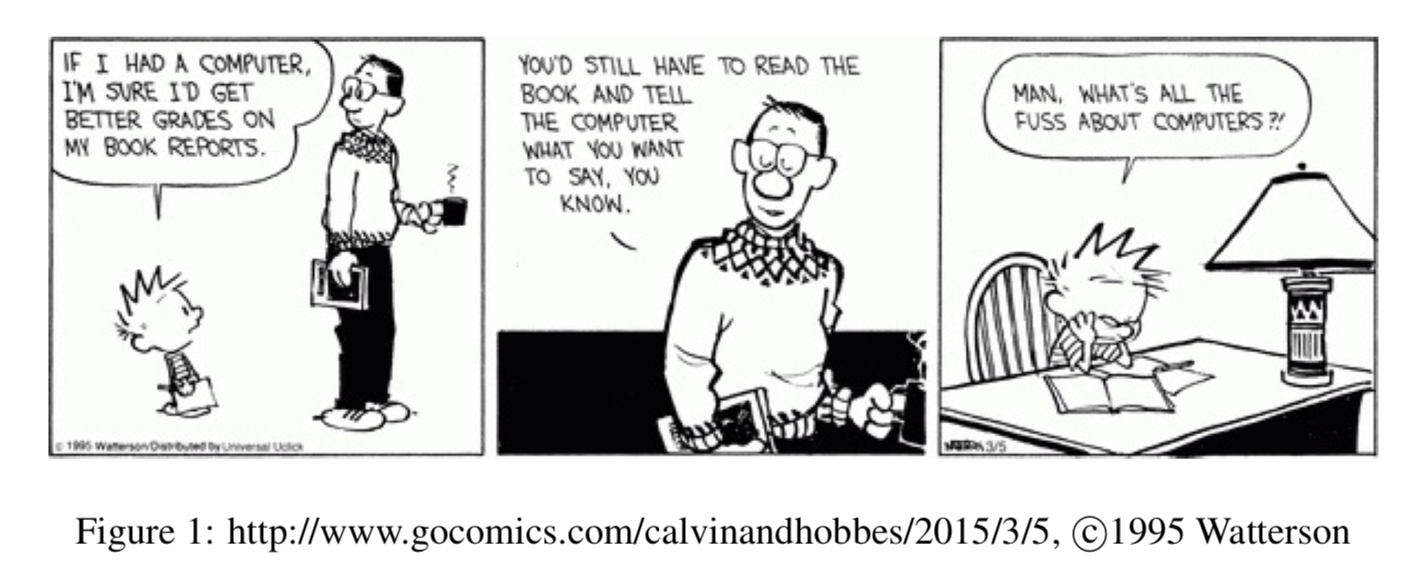 IF I HAD A COMPUTER,
I'M SURE I'D GET
BETTER GRADES ON
MY BOOK REPORTS.
© 1995 Watterson/Distributed by Universal Uclick
YOU'D STILL HAVE TO READ THE
BOOK AND TELL
THE COMPUTER
WHAT YOU WANT
TO SAY, YOU
KNOW.
MAN, WHAT'S ALL THE
FUSS ABOUT COMPUTERS?!
WATTERSON 3/5
Figure 1: http://www.gocomics.com/calvinandhobbes/2015/3/5, ©1995 Watterson